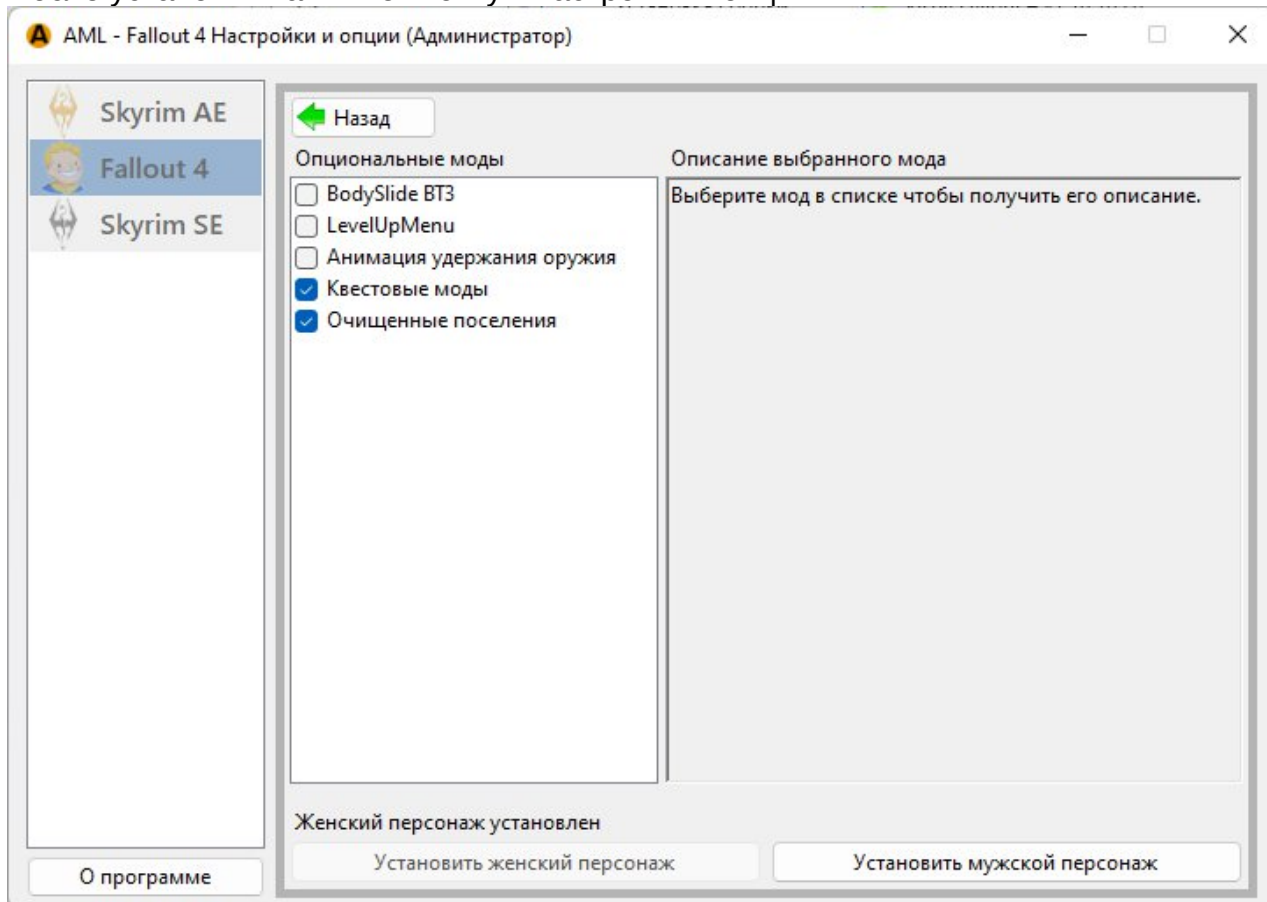 AML - Fallout 4 Настройки и опции (Администратор)
Skyrim AE
Fallout 4
Skyrim SE
Назад
Опциональные моды
BodySlide BT3
LevelUpMenu
Анимация удержания оружия
Квестовые моды
Очищенные поселения
Описание выбранного мода
Выберите мод в списке чтобы получить его описание.
Женский персонаж установлен
Установить женский персонаж
Установить мужской персонаж
О программе